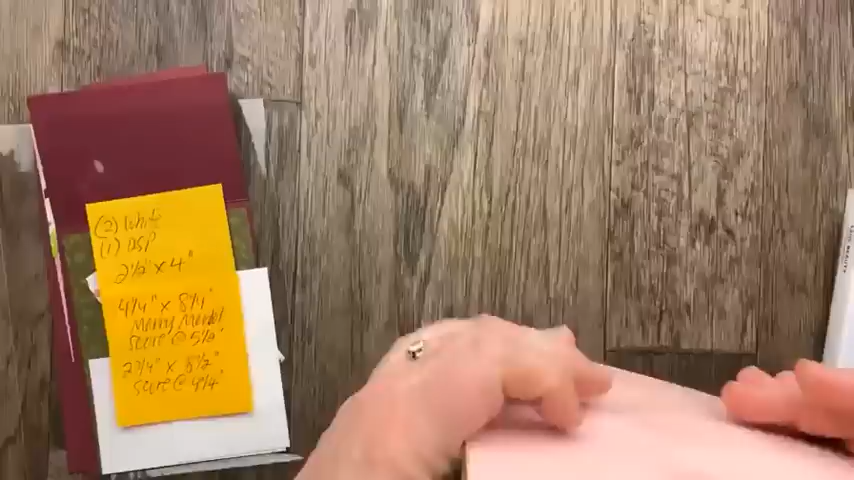 (2) White
(1) DSP
2 1/2" x 4"
4 1/4" x 8 1/4"
Merry Merlot
Score @ 5 1/2"
2 3/4" x 8 1/2"
Score @ 4 1/4"